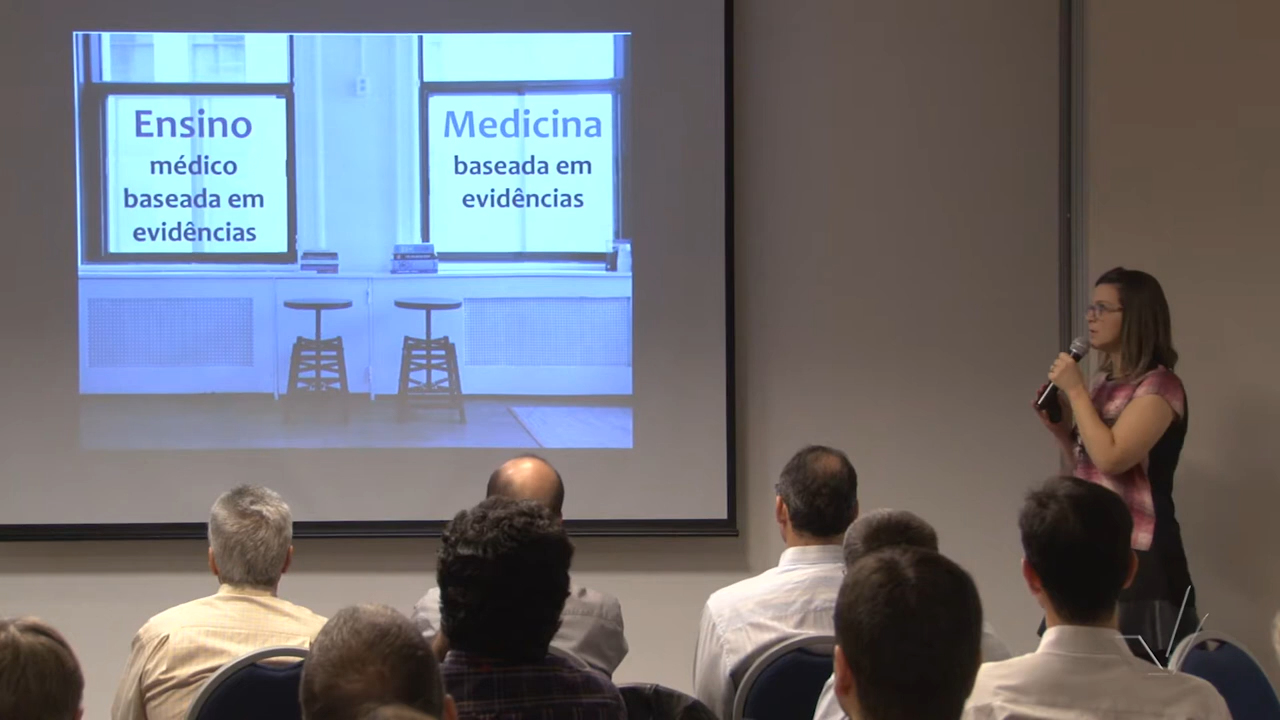 Ensino
médico
baseada em
evidências
Medicina
baseada em
evidências